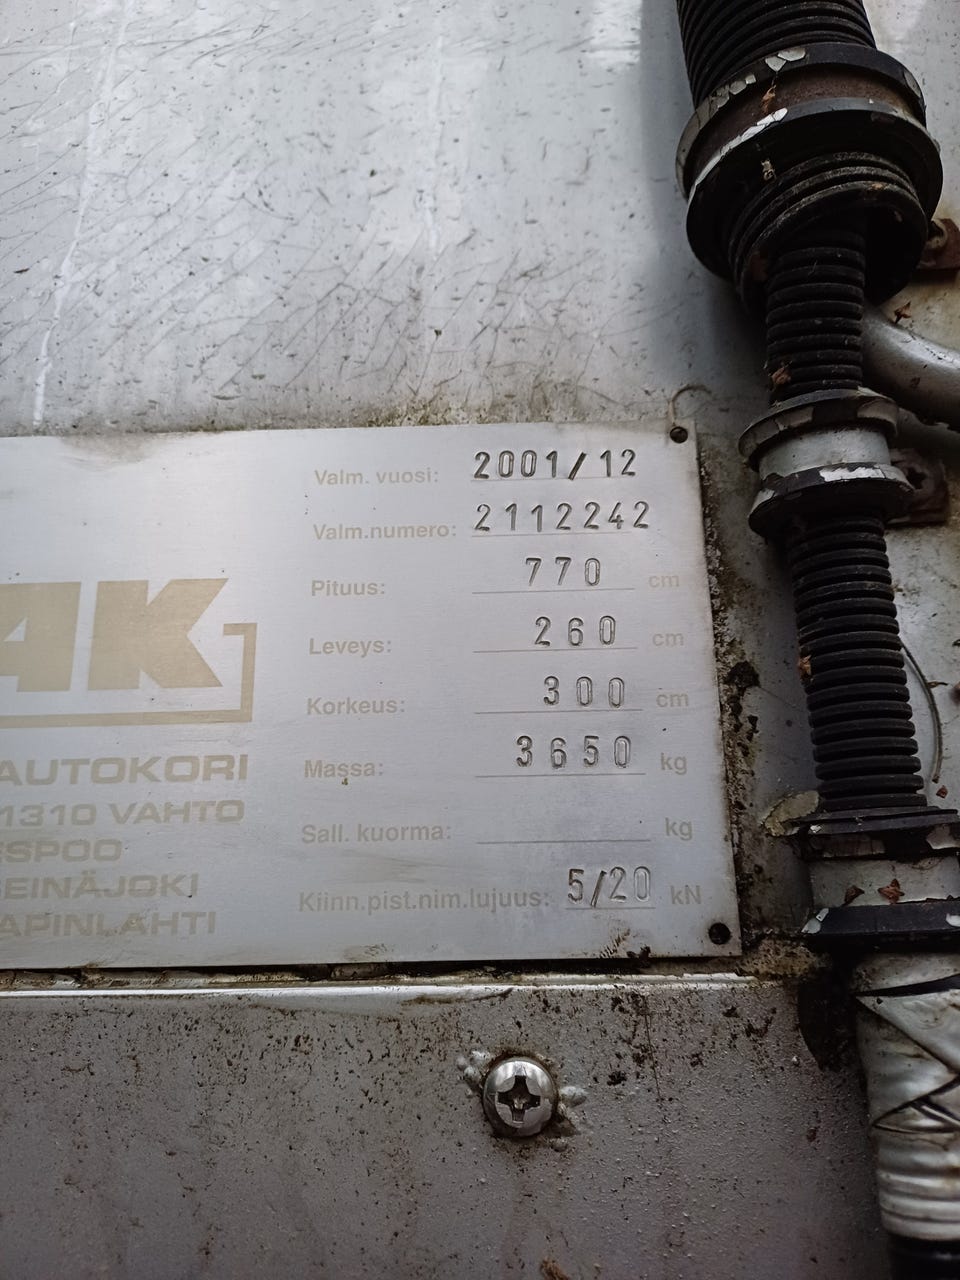 Valm. vuosi: 2001/12
Valm.numero: 2112242
Pituus: 770 cm
Leveys: 260 cm
Korkeus: 300 cm
Massa: 3650 kg
Sall. kuorma: kg
Kiinn.pist.nim.lujuus: 5/20 kN
AK
AUTOKORI
1310 VAHTO
SPOO
EINÄJOKI
APINLAHTI